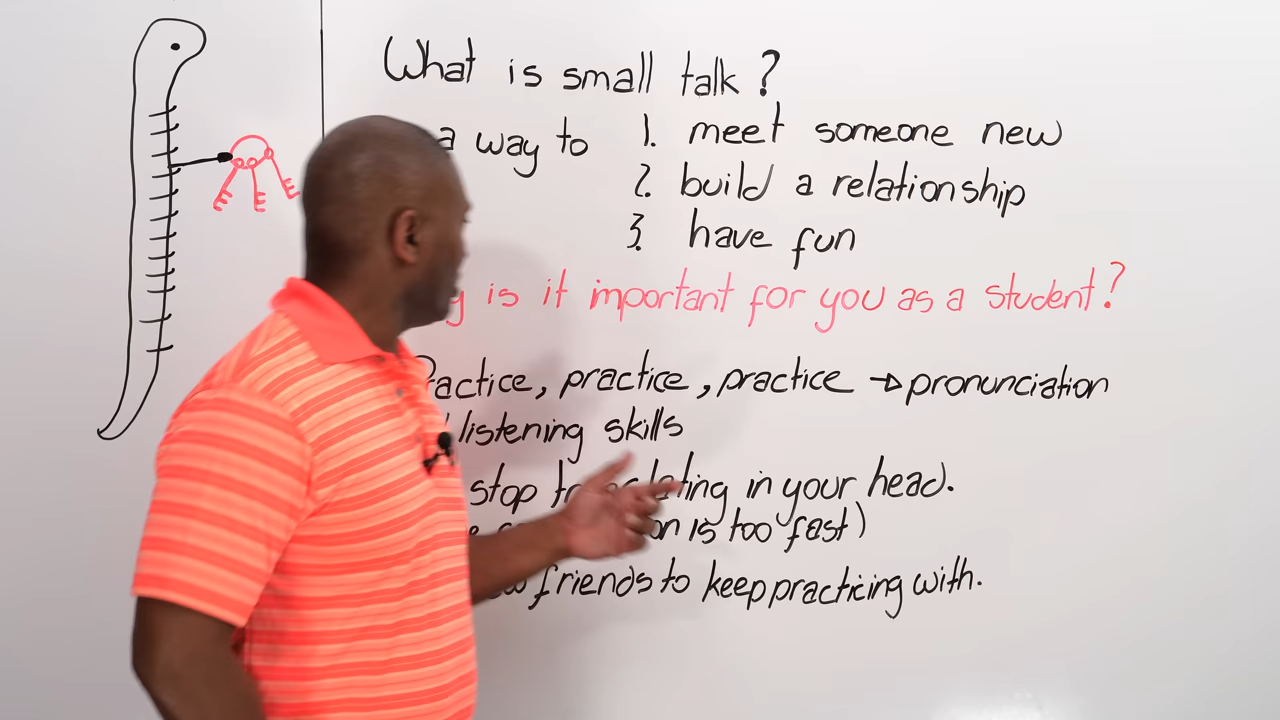 What is small talk?
a way to 1. meet someone new
2. build a relationship
3. have fun
is it important for you as a student?
Practice, practice, practice → pronunciation
listening skills
stop translating in your head.
is too fast)
friends to keep practicing with.